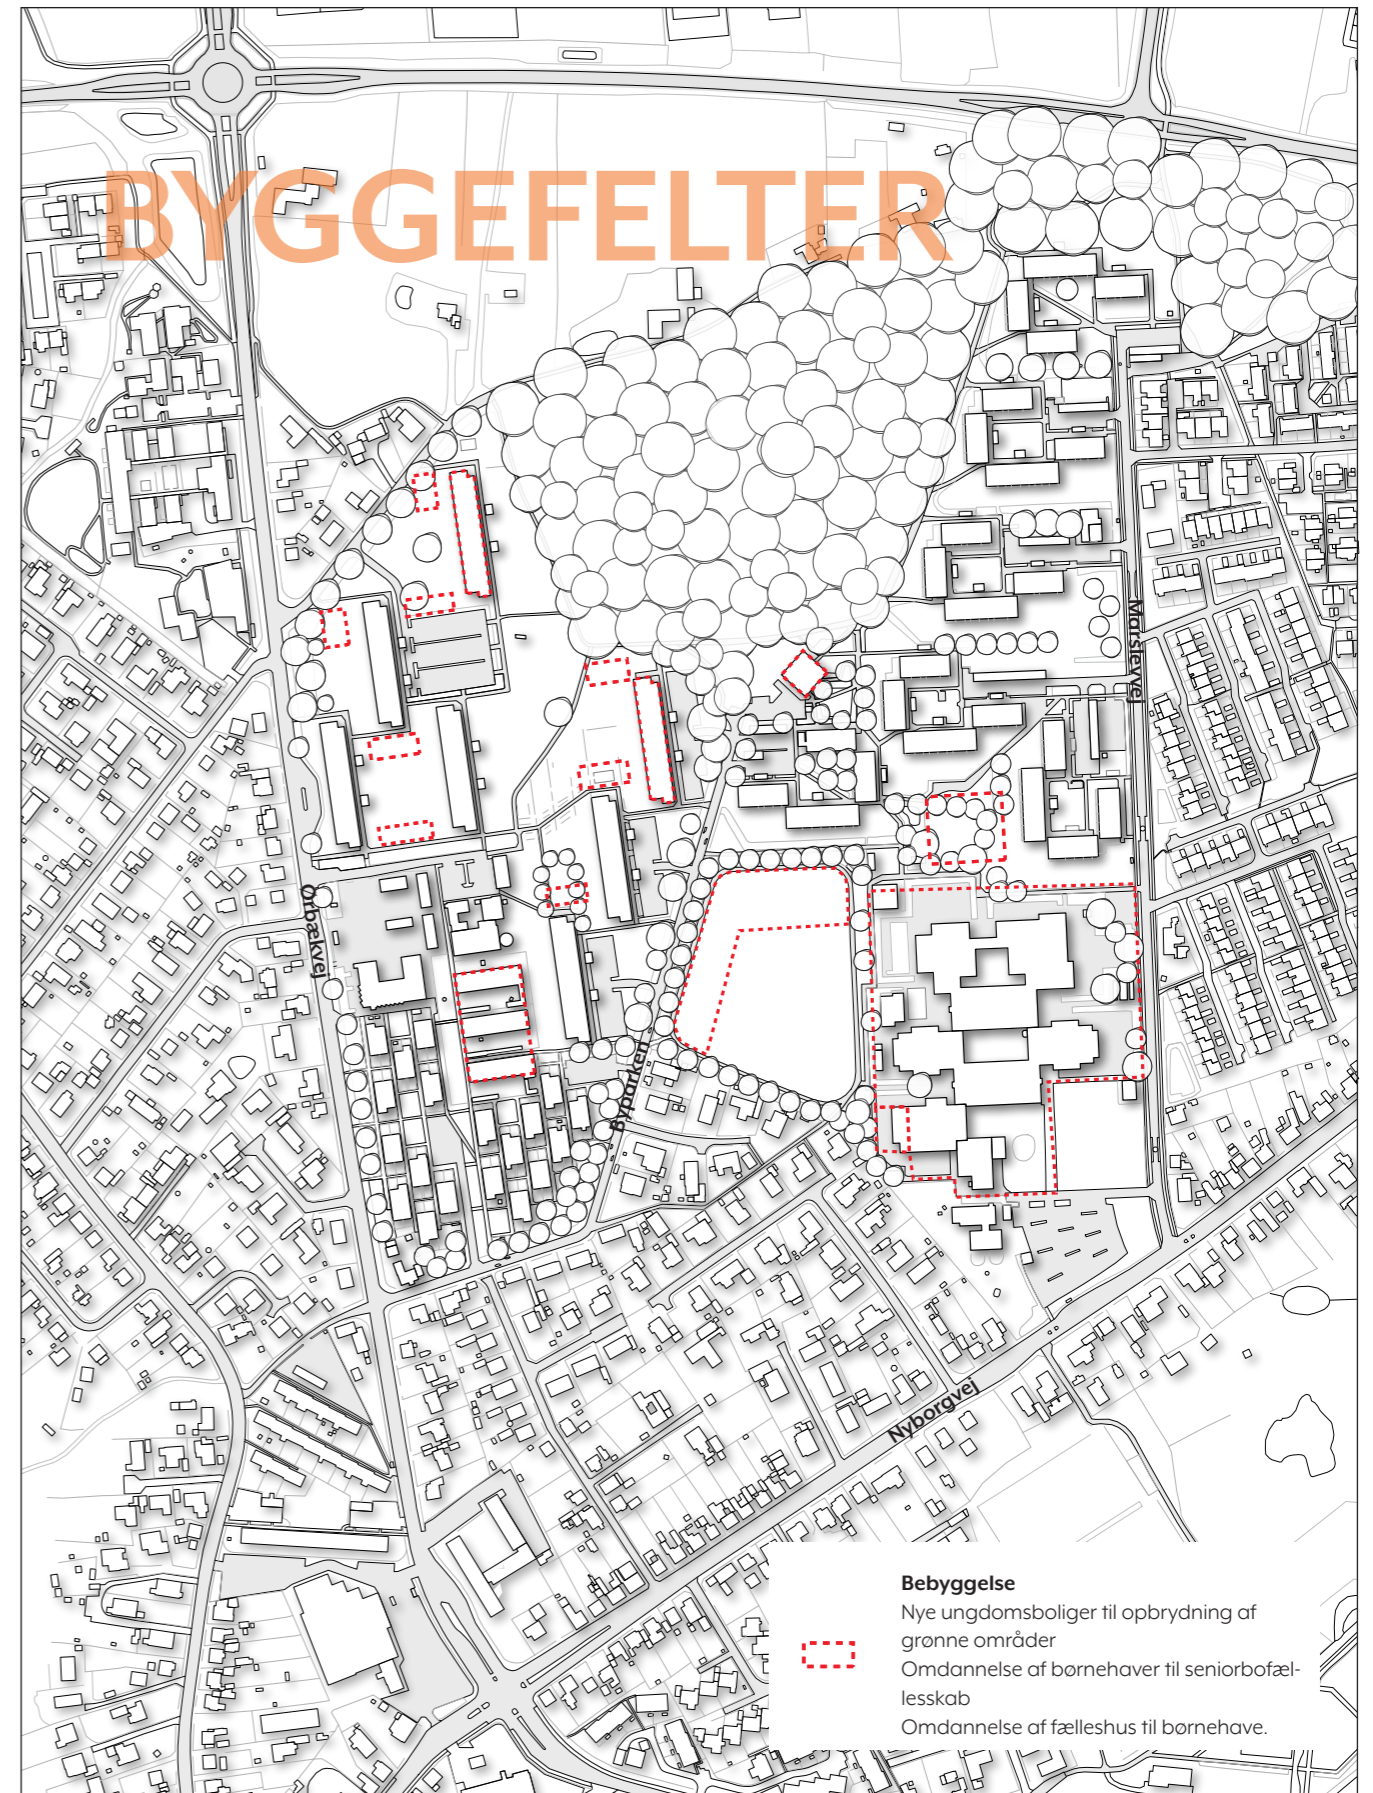 BYGGEFELTER
Marslevvej
Ørbækvej
Byparken
Nyborgvej
Bebyggelse
Nye ungdomsboliger til opbrydning af
grønne områder
Omdannelse af børnehaver til seniorbofæl-
lesskab
Omdannelse af fælleshus til børnehave.